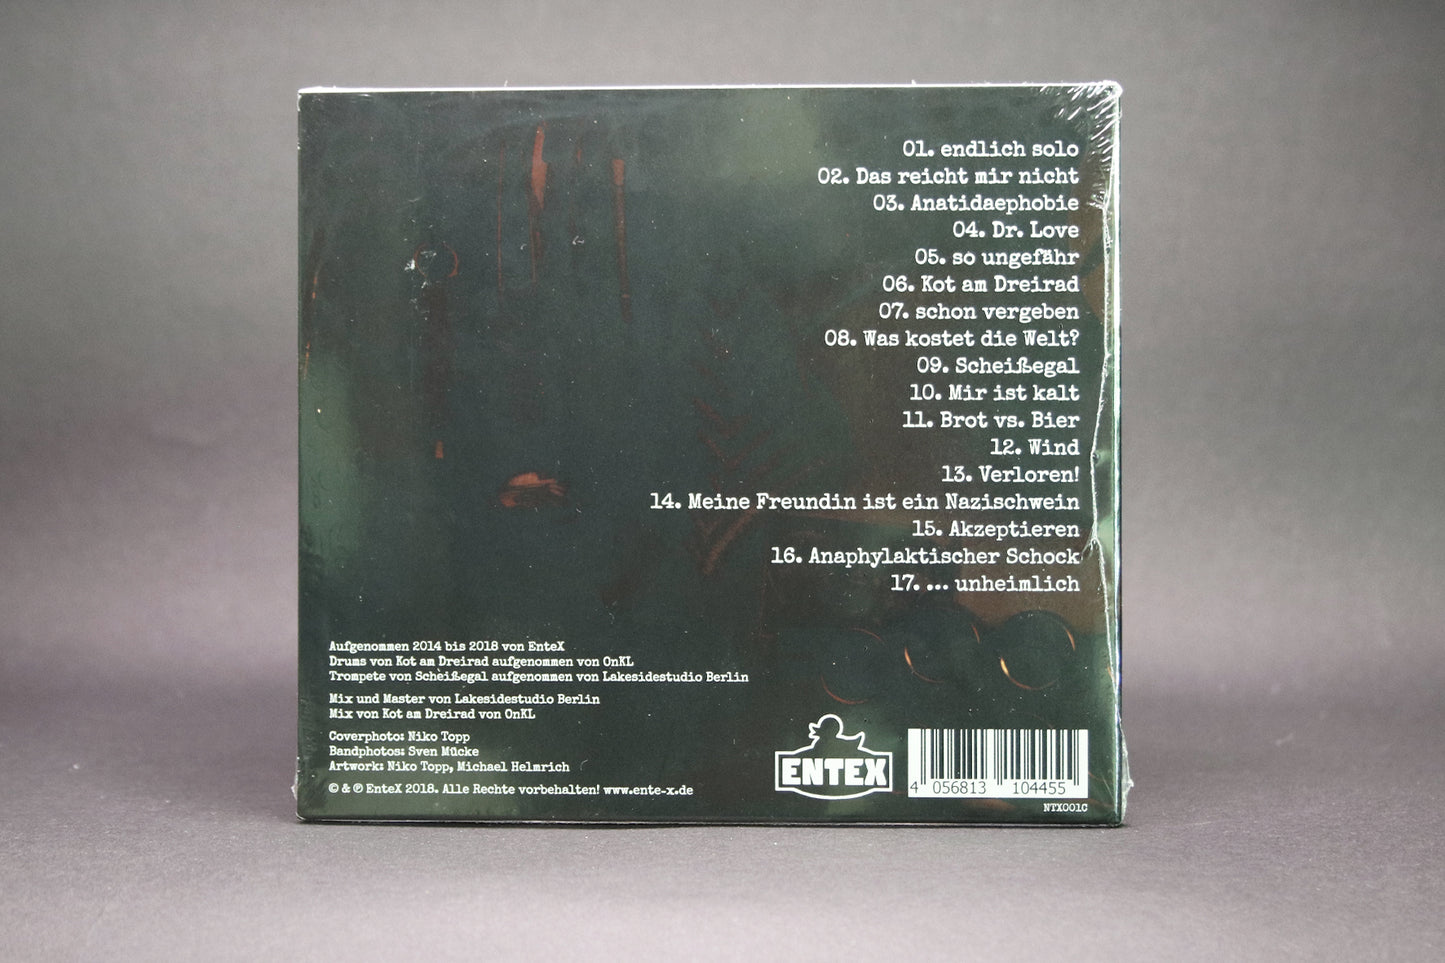 01. endlich solo
02. Das reicht mir nicht
03. Anatidaephobie
04. Dr. Love
05. so ungefähr
06. Kot am Dreirad
07. schon vergeben
08. Was kostet die Welt?
09. Scheißegal
10. Mir ist kalt
11. Brot vs. Bier
12. Wind
13. Verloren!
14. Meine Freundin ist ein Nazischwein
15. Akzeptieren
16. Anaphylaktischer Schock
17. ... unheimlich
Aufgenommen 2014 bis 2018 von EnteX
Drums von Kot am Dreirad aufgenommen von OnKL
Trompete von Scheißegal aufgenommen von Lakesidestudio Berlin
Mix und Master von Lakesidestudio Berlin
Mix von Kot am Dreirad von OnKL
Coverphoto: Niko Topp
Bandphotos: Sven Mücke
Artwork: Niko Topp, Michael Helmrich
© & ℗ EnteX 2018. Alle Rechte vorbehalten! www.ente-x.de
ENTEX
4 056813 104455
NTX001C